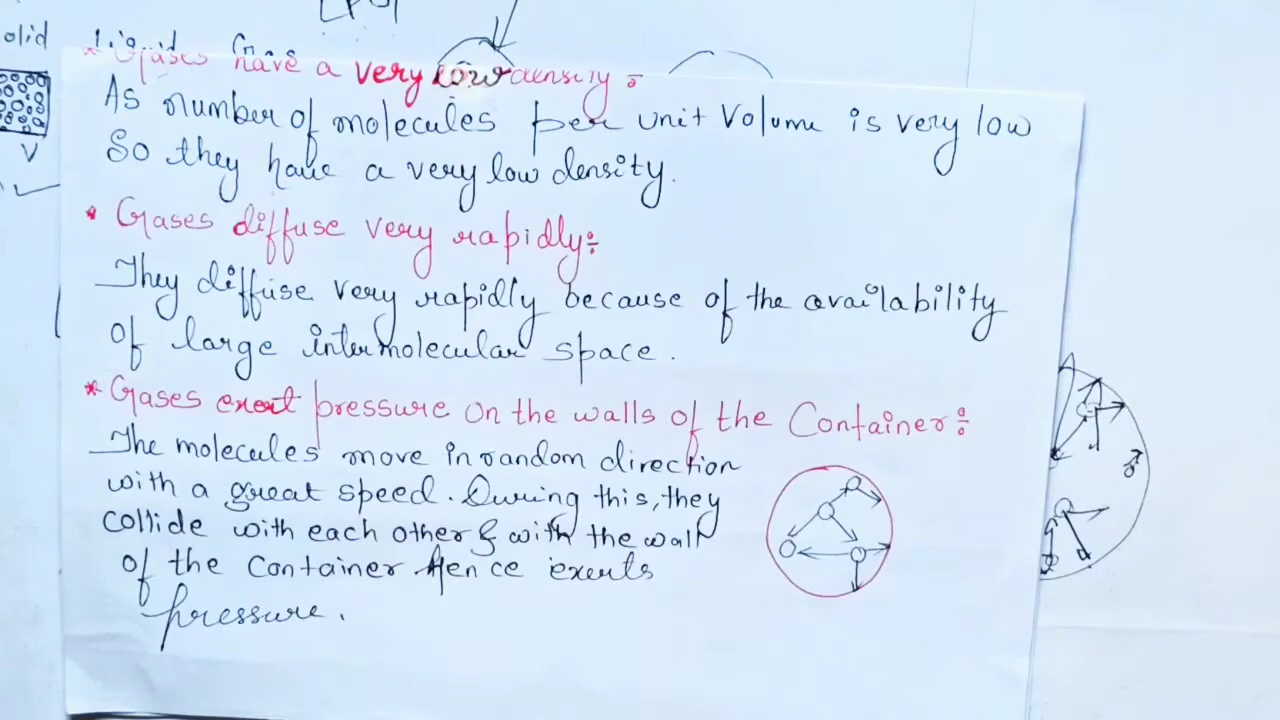 olid Liquid Gas
* Gases have a very low density :
As number of molecules per unit volume is very low
So they have a very low density.
* Gases diffuse very rapidly:
They diffuse very rapidly because of the availability
of large intermolecular space.
* Gases exert pressure on the walls of the Container:
The molecules move in random direction
with a great speed. During this, they
collide with each other & with the wall
of the container Hence exerts
pressure.
V